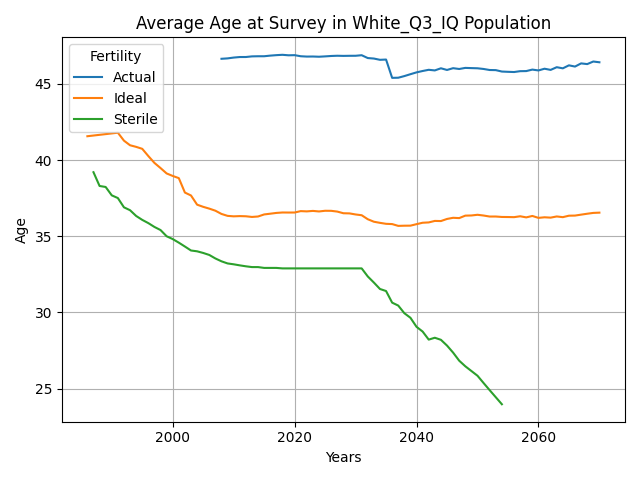 Average Age at Survey in White_Q3_IQ Population
Fertility
Actual
Ideal
Sterile
Age
45
40
35
30
25
2000
2020
2040
2060
Years